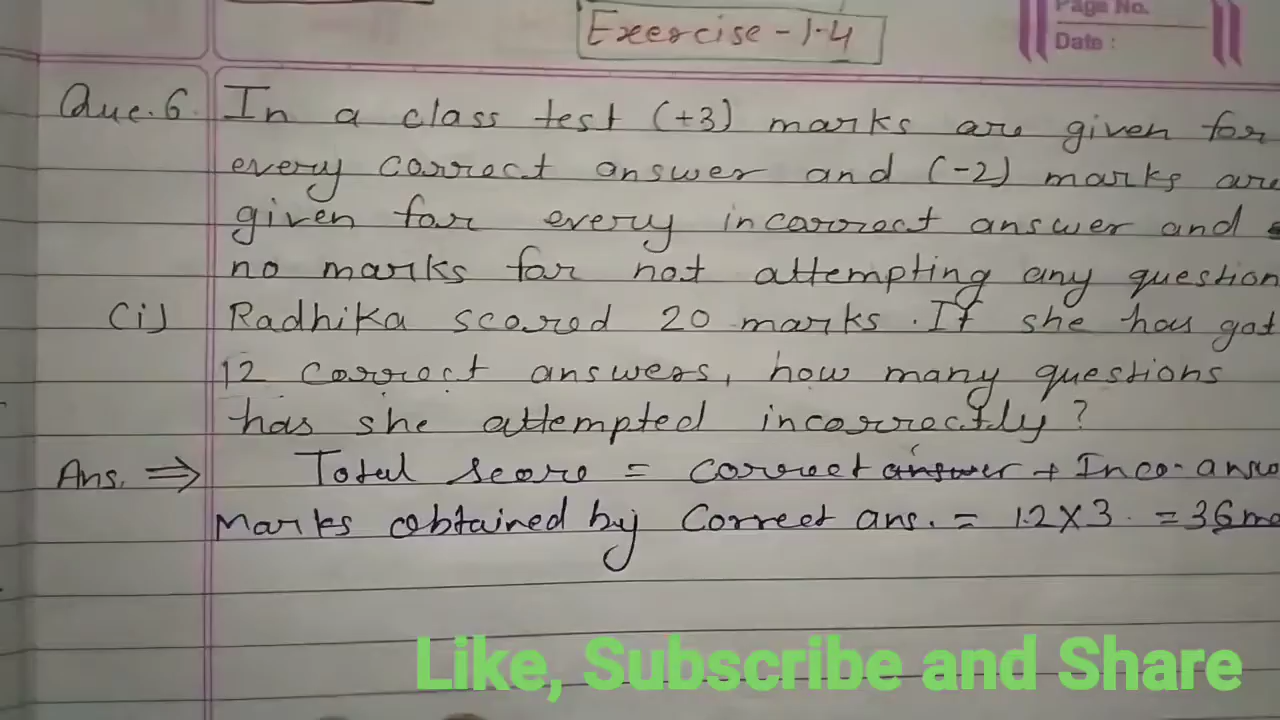 Exercise - 1.4
Page No.
Date :
Que. 6. In a class test (+3) marks are given for
every correct answer and (-2) marks are
given for every incorrect answer and
no marks for not attempting any question
(i) Radhika scored 20 marks. If she has got
12 correct answers, how many questions
has she attempted incorrectly?
Ans. ⇒ Total score = Correct answer + Inco. answ
Marks obtained by Correct ans. = 12 × 3 = 36 ma
Like, Subscribe and Share